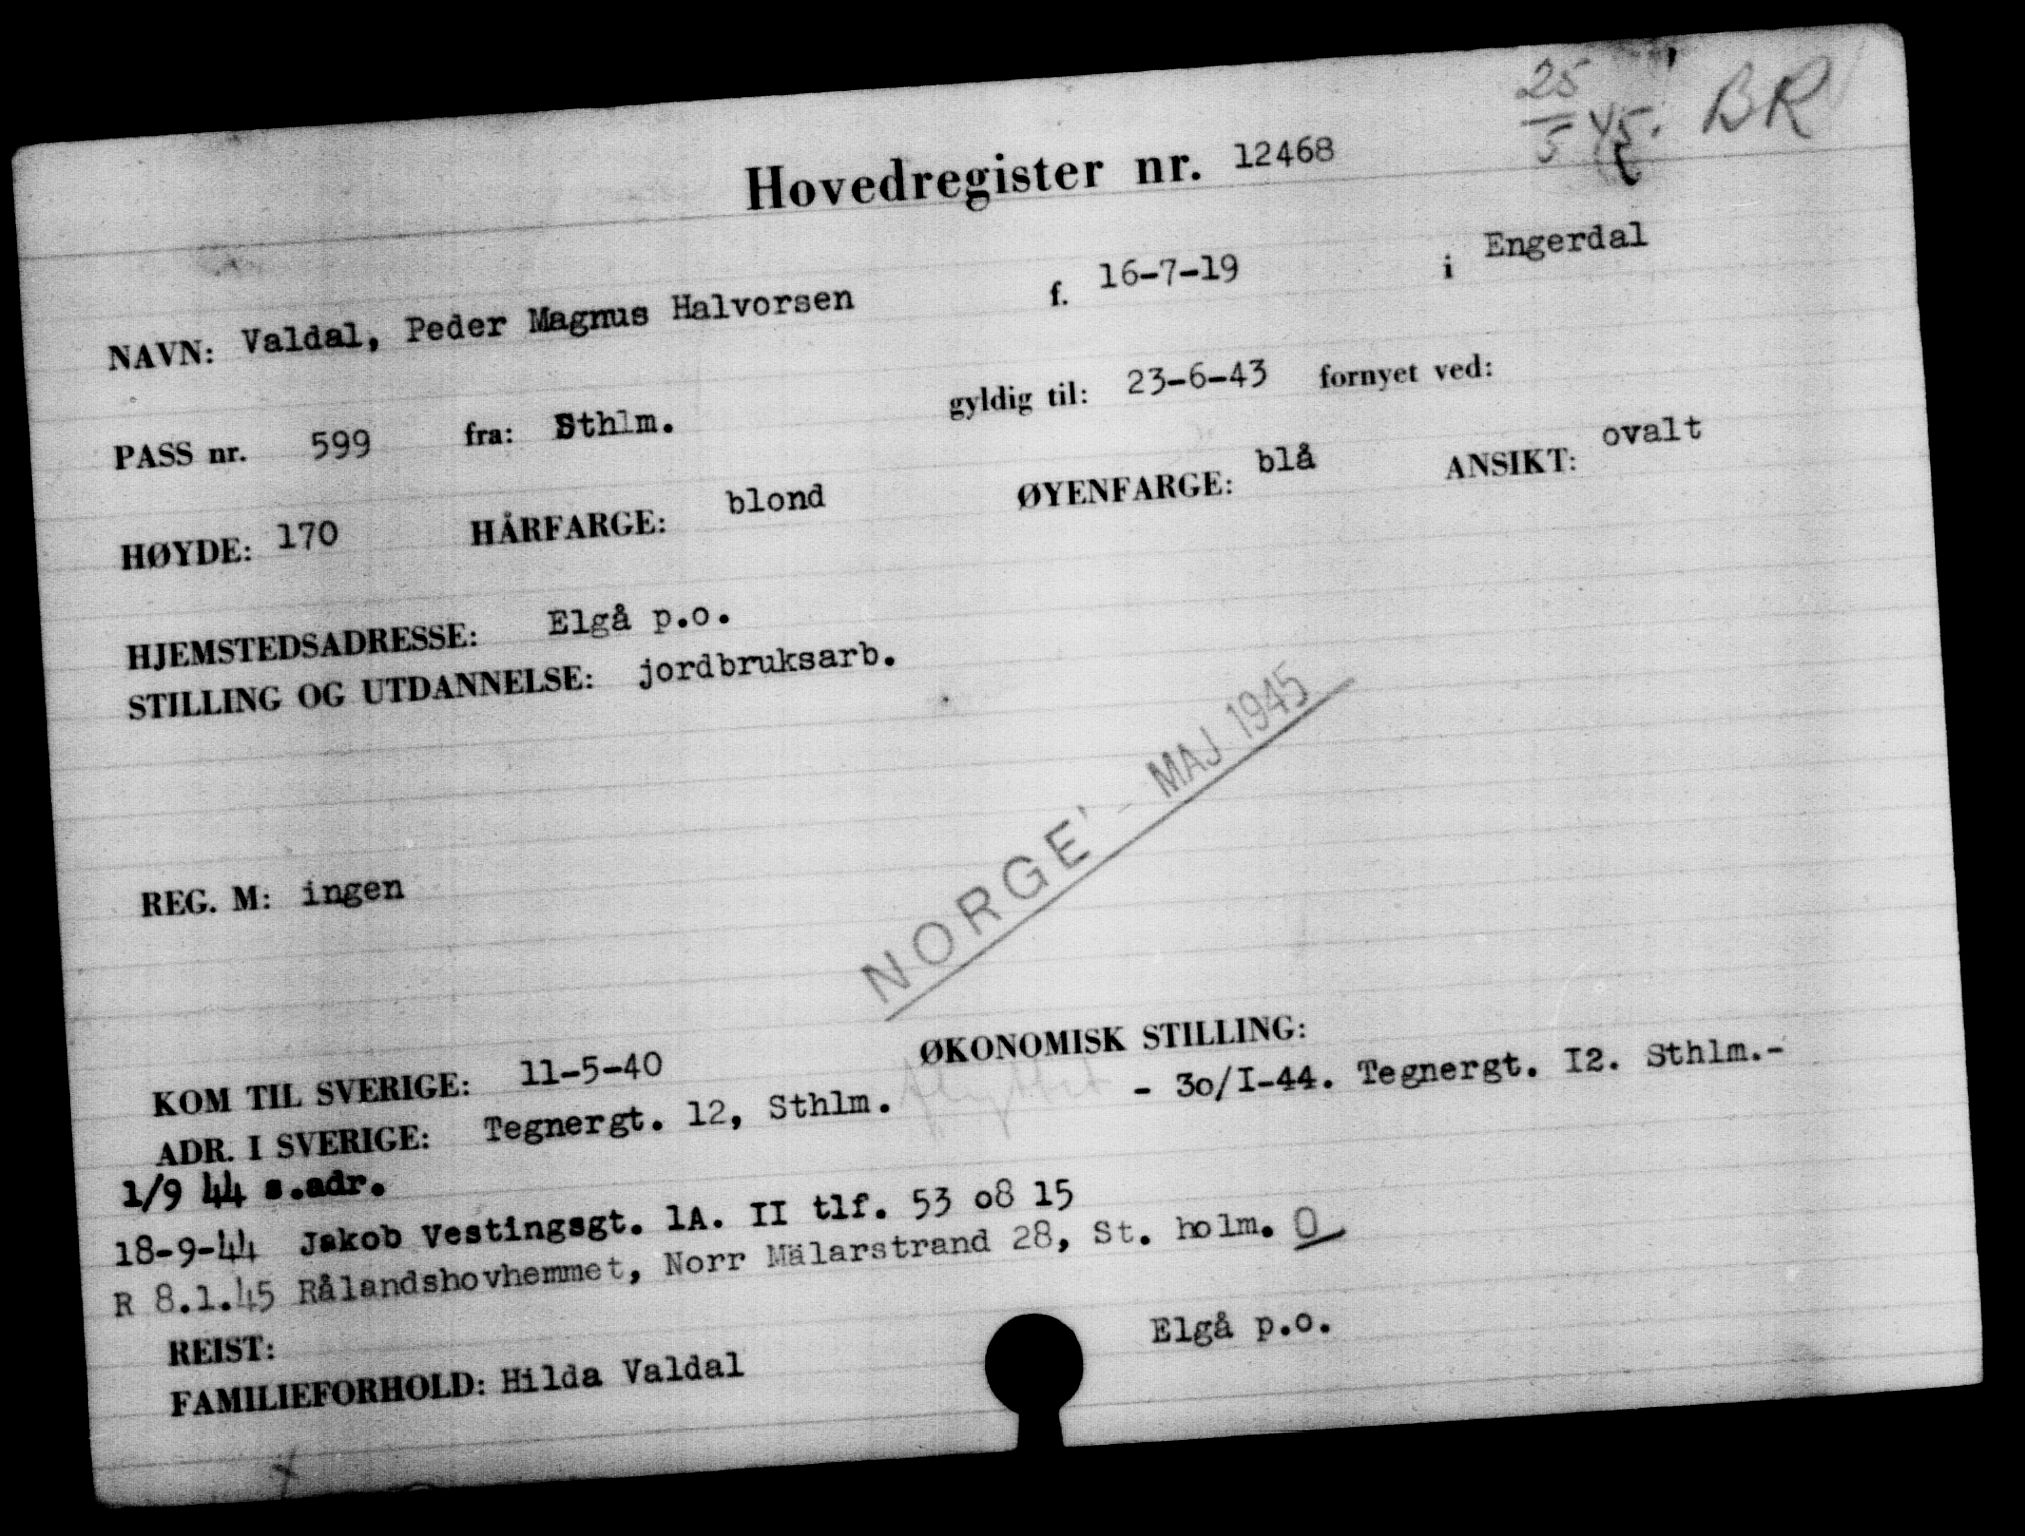 25/5 45. BR
Hovedregister nr. 12468
NAVN: Valdal, Peder Magnus Halvorsen f. 16-7-19 i Engerdal
PASS nr. 599 fra: Sthlm. gyldig til: 23-6-43 fornyet ved:
HØYDE: 170 HÅRFARGE: blond ØYENFARGE: blå ANSIKT: ovalt
HJEMSTEDSADRESSE: Elgå p.o.
STILLING OG UTDANNELSE: jordbruksarb.
NORGE MAJ 1945
REG. M: ingen
KOM TIL SVERIGE: 11-5-40 ØKONOMISK STILLING:
ADR. I SVERIGE: Tegnergt. 12, Sthlm. flyttet - 3o/I-44. Tegnergt. I2. Sthlm.-
1/9 44 s.adr.
18-9-44 Jakob Vestingsgt. 1A. II tlf. 53 o8 15
R 8.1.45 Rålandshovhemmet, Norr Mälarstrand 28, St. holm. O
REIST:
FAMILIEFORHOLD: Hilda Valdal Elgå p.o.